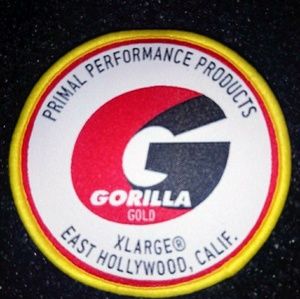 PRIMAL PERFORMANCE PRODUCTS
G
GORILLA
GOLD
XLARGE®
EAST HOLLYWOOD, CALIF.